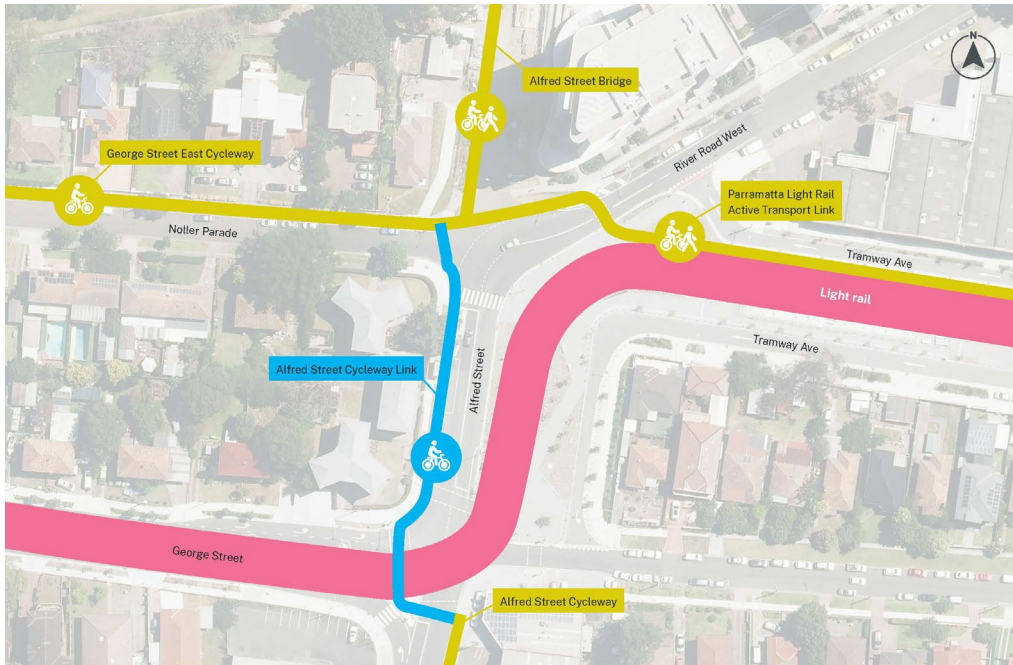 N
Alfred Street Bridge
River Road West
George Street East Cycleway
Parramatta Light Rail
Active Transport Link
Noller Parade
Tramway Ave
Light rail
Tramway Ave
Alfred Street Cycleway Link
Alfred Street
George Street
Alfred Street Cycleway